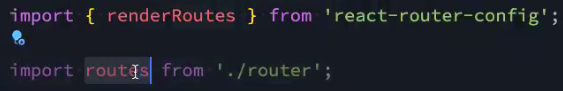 import { renderRoutes } from 'react-router-config';
import routes from './router';